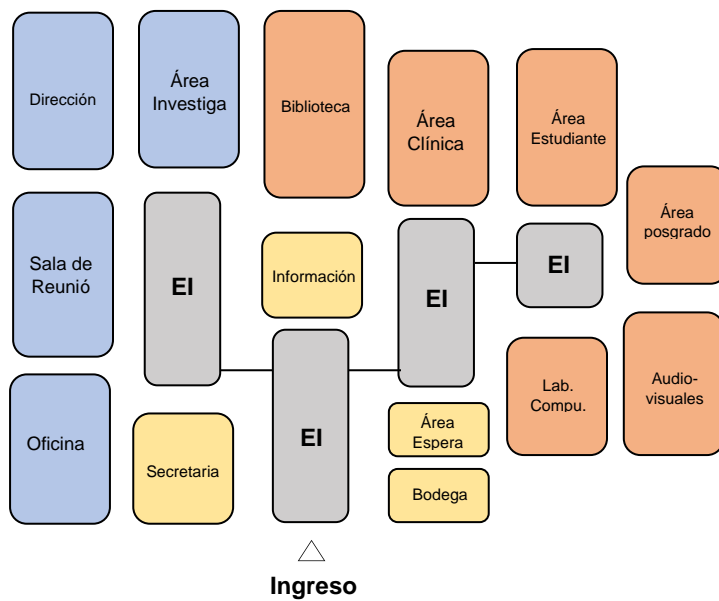 Dirección
Área
Investiga
Biblioteca
Área
Clínica
Área
Estudiante
Área
posgrado
Sala de
Reunió
EI
Información
EI
EI
Oficina
Secretaria
EI
Área
Espera
Bodega
Lab.
Compu.
Audio-
visuales
Ingreso